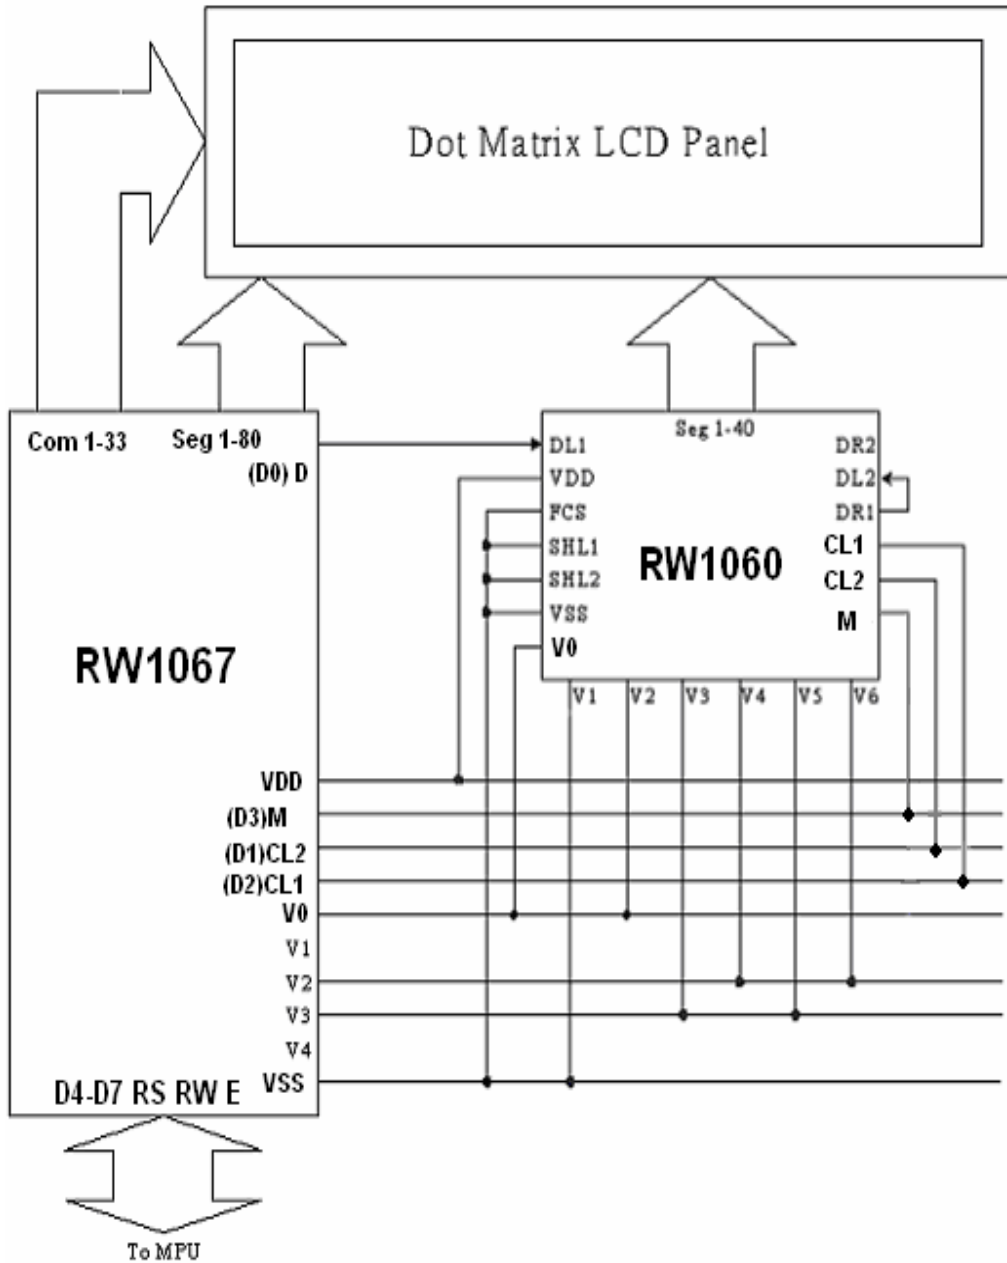 Dot Matrix LCD Panel
Com 1-33
Seg 1-80
(D0) D
RW1067
VDD
(D3)M
(D1)CL2
(D2)CL1
V0
V1
V2
V3
V4
VSS
D4-D7 RS RW E
To MPU
Seg 1-40
DL1
VDD
FCS
SHL1
SHL2
VSS
V0
RW1060
DR2
DL2
DR1
CL1
CL2
M
V1 V2 V3 V4 V5 V6